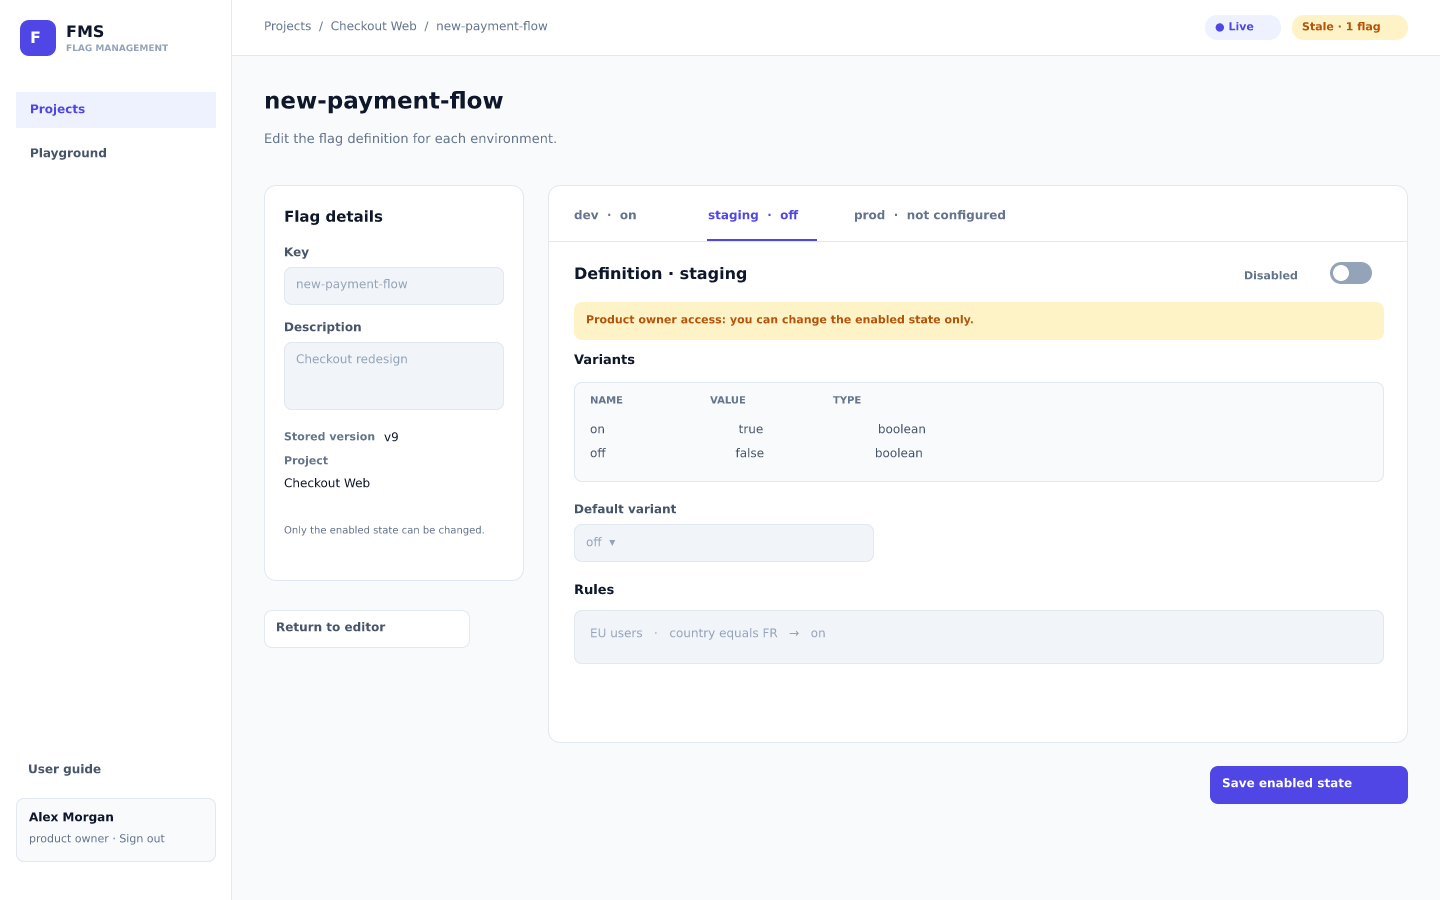 F
FMS
FLAG MANAGEMENT
Projects
Playground
User guide
Alex Morgan
product owner · Sign out
Projects / Checkout Web / new-payment-flow
● Live
Stale · 1 flag
new-payment-flow
Edit the flag definition for each environment.
Flag details
Key
new-payment-flow
Description
Checkout redesign
Stored version v9
Project
Checkout Web
Only the enabled state can be changed.
Return to editor
dev · on
staging · off
prod · not configured
Definition · staging
Disabled
Product owner access: you can change the enabled state only.
Variants
NAME VALUE TYPE
on true boolean
off false boolean
Default variant
off ▾
Rules
EU users · country equals FR → on
Save enabled state